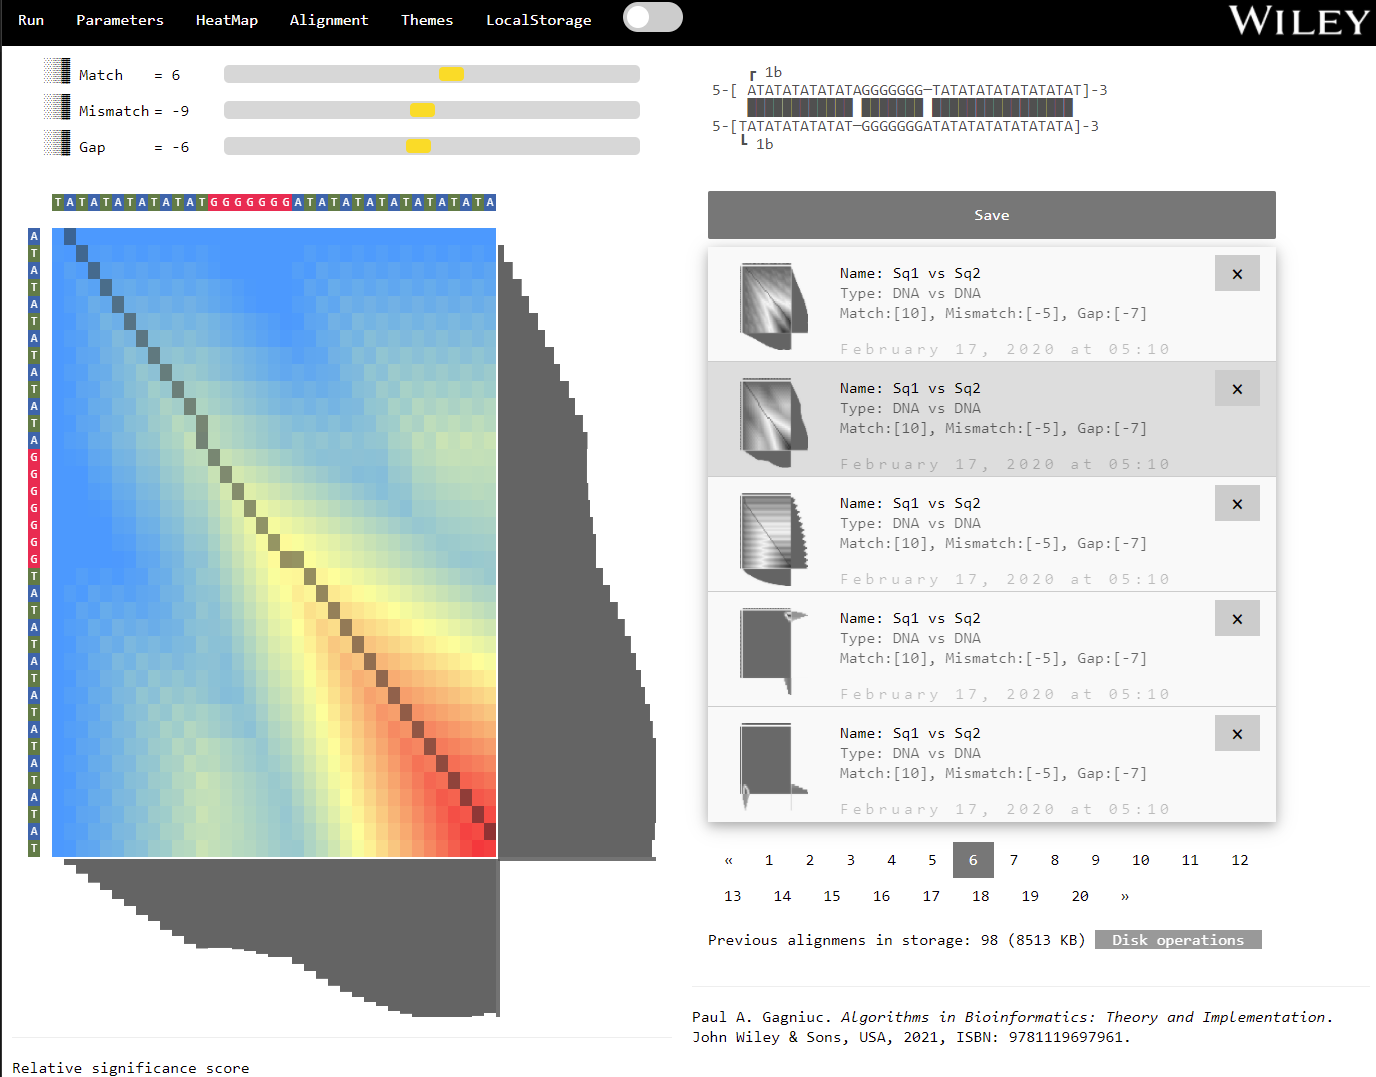 Run Parameters HeatMap Alignment Themes LocalStorage
WILEY
Match = 6
Mismatch = -9
Gap = -6
┏ 1b
5-[ ATATATATATATAGGGGGGG—TATATATATATATATAT]-3
5-[TATATATATATAT—GGGGGGGATATATATATATATATA]-3
┗ 1b
T A T A T A T A T A T A T G G G G G G G A T A T A T A T A T A T A T A T A
A
T
A
T
A
T
A
T
A
T
A
T
A
G
G
G
G
G
G
G
T
A
T
A
T
A
T
A
T
A
T
A
T
A
T
A
T
Save
Name: Sq1 vs Sq2 ×
Type: DNA vs DNA
Match:[10], Mismatch:[-5], Gap:[-7]
February 17, 2020 at 05:10
Name: Sq1 vs Sq2 ×
Type: DNA vs DNA
Match:[10], Mismatch:[-5], Gap:[-7]
February 17, 2020 at 05:10
Name: Sq1 vs Sq2 ×
Type: DNA vs DNA
Match:[10], Mismatch:[-5], Gap:[-7]
February 17, 2020 at 05:10
Name: Sq1 vs Sq2 ×
Type: DNA vs DNA
Match:[10], Mismatch:[-5], Gap:[-7]
February 17, 2020 at 05:10
Name: Sq1 vs Sq2 ×
Type: DNA vs DNA
Match:[10], Mismatch:[-5], Gap:[-7]
February 17, 2020 at 05:10
« 1 2 3 4 5 6 7 8 9 10 11 12
13 14 15 16 17 18 19 20 »
Previous alignmens in storage: 98 (8513 KB) Disk operations
Paul A. Gagniuc. Algorithms in Bioinformatics: Theory and Implementation.
John Wiley & Sons, USA, 2021, ISBN: 9781119697961.
Relative significance score